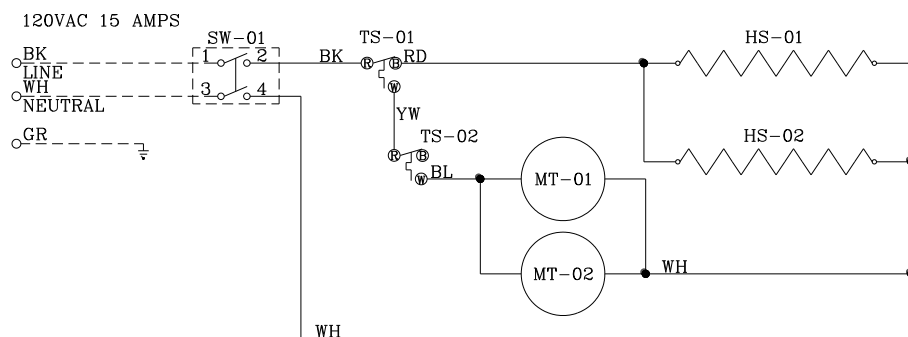 120VAC 15 AMPS
BK
LINE
WH
NEUTRAL
GR
SW-01
1 2
3 4
BK
TS-01
R B
W
RD
YW
TS-02
R B
W
BL
MT-01
MT-02
WH
HS-01
HS-02
WH